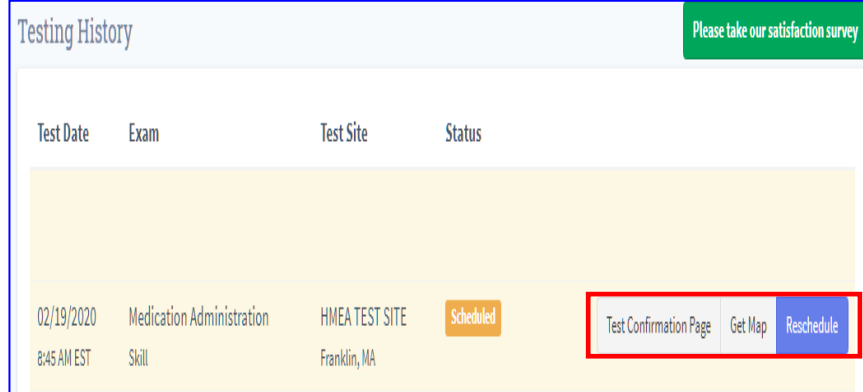 Testing History
Please take our satisfaction survey
Test Date Exam Test Site Status
02/19/2020 Medication Administration HMEA TEST SITE Scheduled Test Confirmation Page Get Map Reschedule
8:45 AM EST Skill Franklin, MA